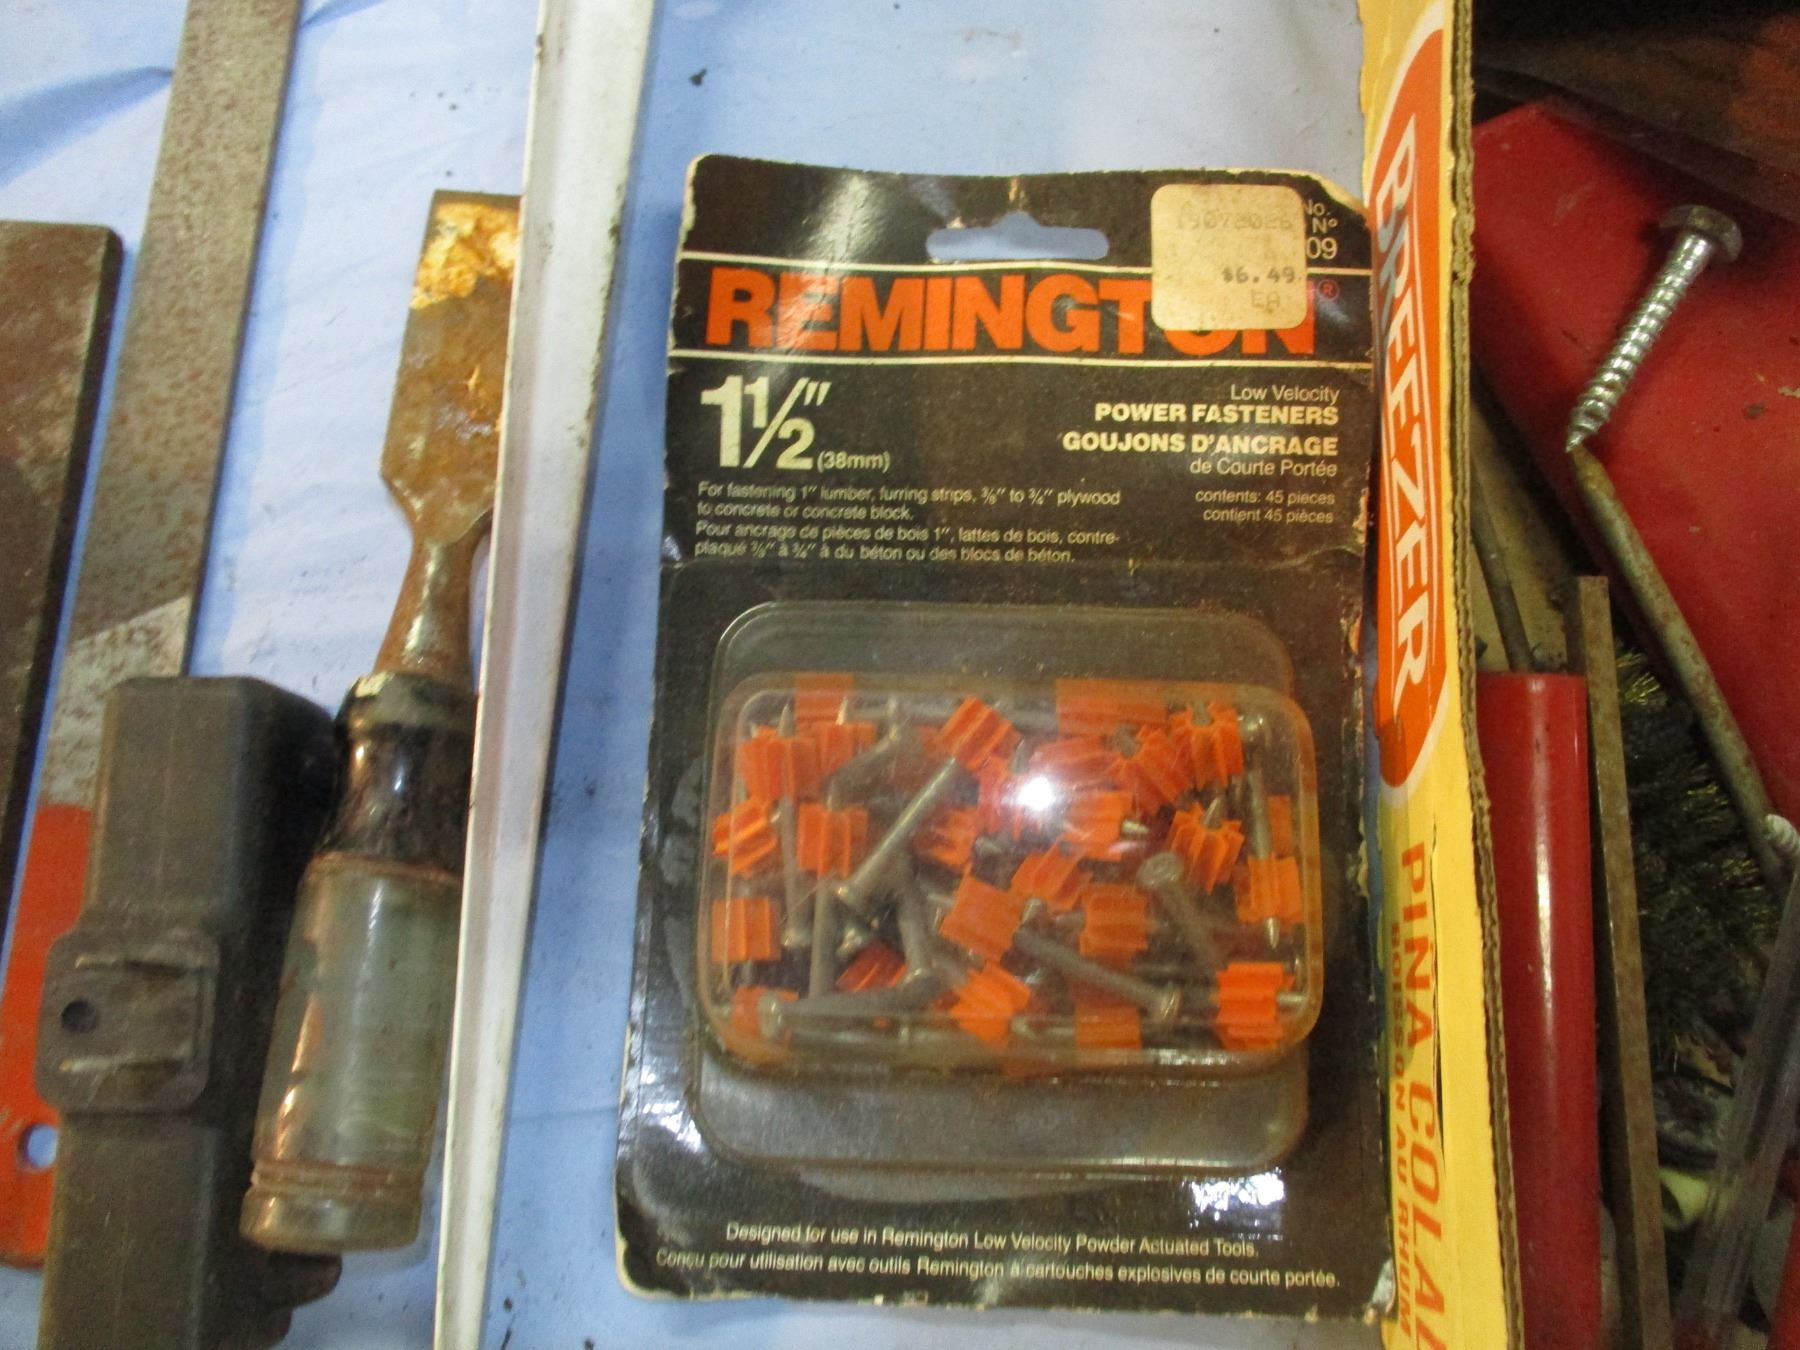 No.
N°
09
$6.49
EA
REMINGTON®
1 1/2"
(38mm)
Low Velocity
POWER FASTENERS
GOUJONS D'ANCRAGE
de Courte Portée
For fastening 1" lumber, furring strips, 3/8" to 3/4" plywood
to concrete or concrete block.
Pour ancrage de pièces de bois 1", lattes de bois, contre-
plaqué 3/8" à 3/4" à du béton ou des blocs de béton.
contents: 45 pieces
contient 45 pièces
Designed for use in Remington Low Velocity Powder Actuated Tools.
Conçu pour utilisation avec outils Remington à cartouches explosives de courte portée.
BREEZER
PIÑA COLA
BOISSON AU RHUM